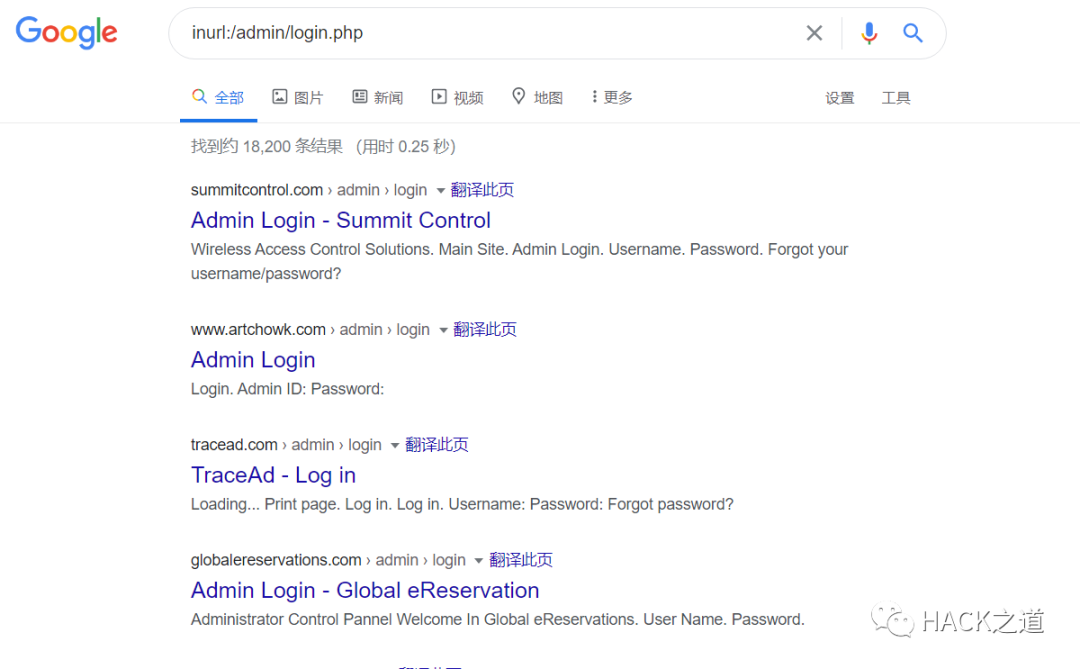 Google
inurl:/admin/login.php
全部 图片 新闻 视频 地图 更多 设置 工具
找到约 18,200 条结果 (用时 0.25 秒)
summitcontrol.com › admin › login 翻译此页
Admin Login - Summit Control
Wireless Access Control Solutions. Main Site. Admin Login. Username. Password. Forgot your
username/password?
www.artchowk.com › admin › login 翻译此页
Admin Login
Login. Admin ID: Password:
tracead.com › admin › login 翻译此页
TraceAd - Log in
Loading... Print page. Log in. Log in. Username: Password: Forgot password?
globalereservations.com › admin › login 翻译此页
Admin Login - Global eReservation
Administrator Control Pannel Welcome In Global eReservations. User Name. Password.
HACK之道